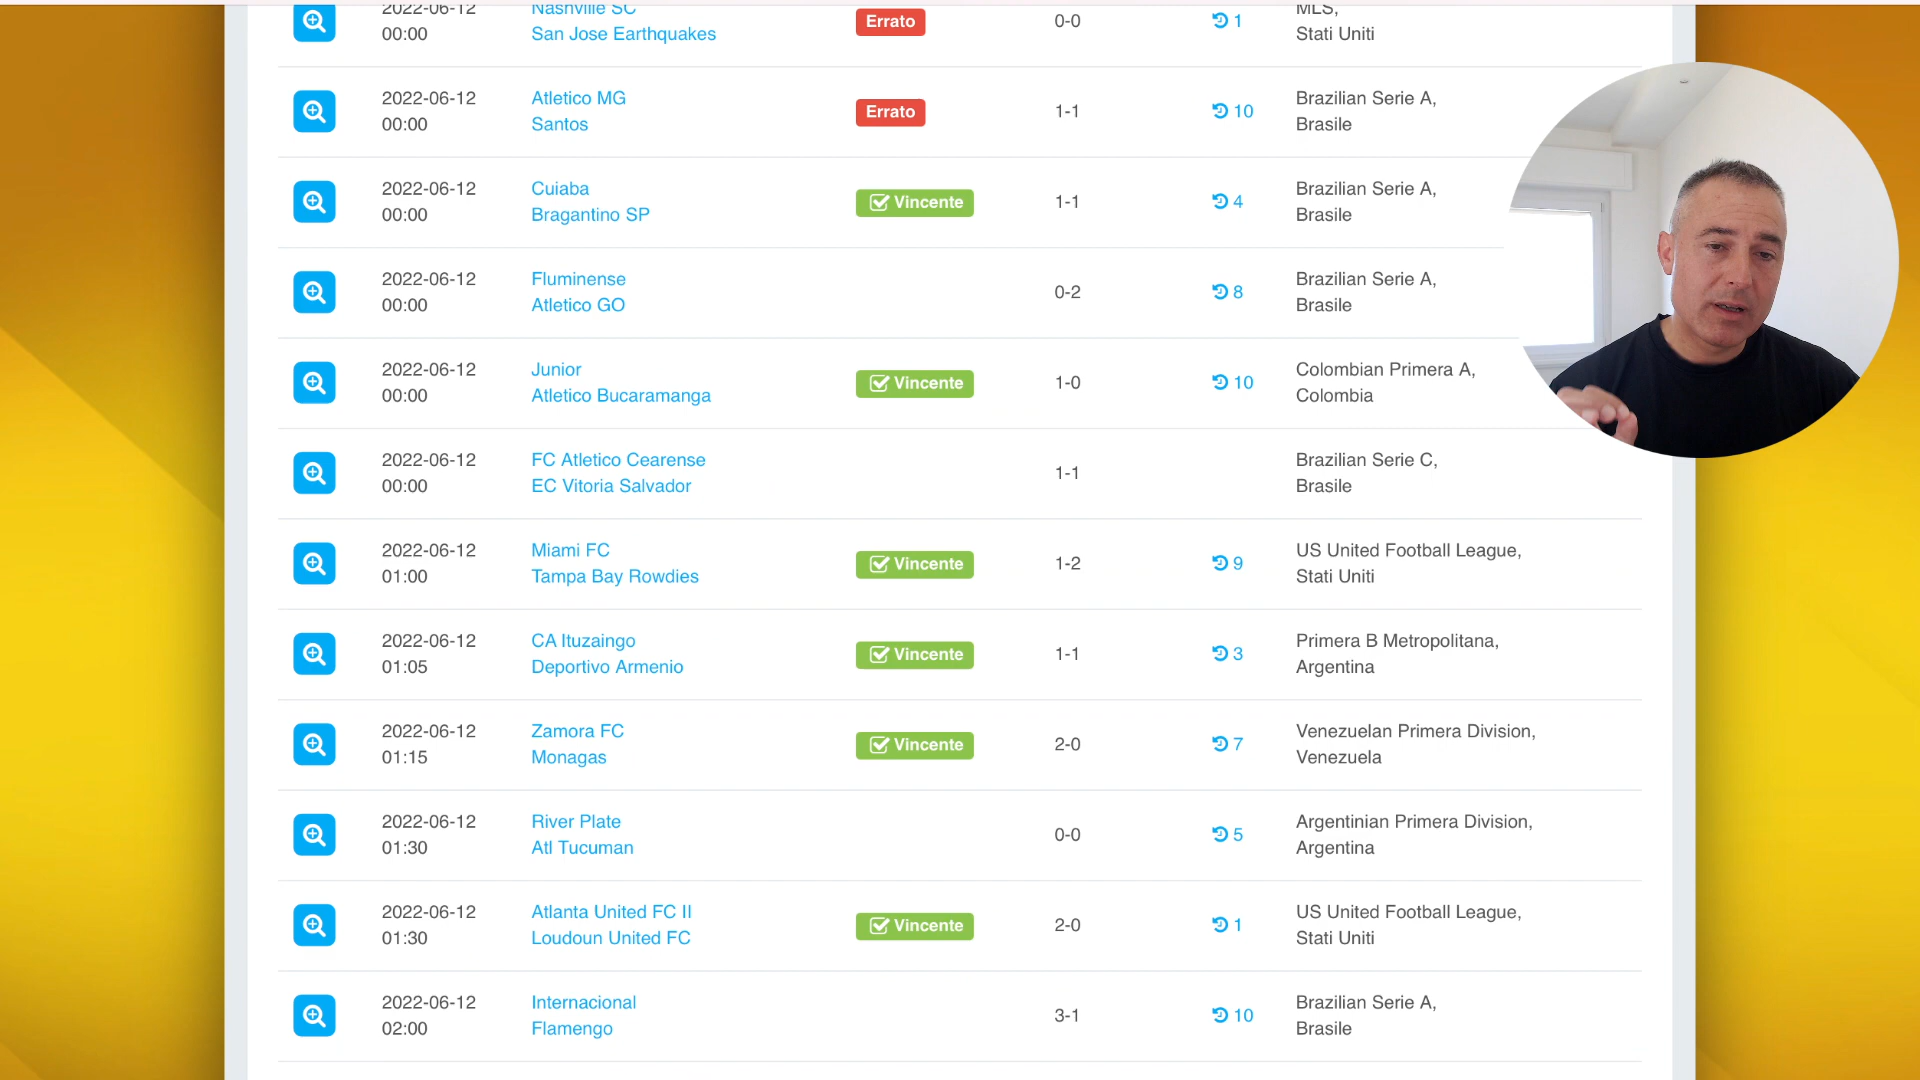 2022-06-12 Nashville SC MLS,
00:00 San Jose Earthquakes Errato 0-0 1 Stati Uniti
2022-06-12 Atletico MG Brazilian Serie A,
00:00 Santos Errato 1-1 10 Brasile
2022-06-12 Cuiaba Brazilian Serie A,
00:00 Bragantino SP Vincente 1-1 4 Brasile
2022-06-12 Fluminense Brazilian Serie A,
00:00 Atletico GO 0-2 8 Brasile
2022-06-12 Junior Colombian Primera A,
00:00 Atletico Bucaramanga Vincente 1-0 10 Colombia
2022-06-12 FC Atletico Cearense Brazilian Serie C,
00:00 EC Vitoria Salvador 1-1 Brasile
2022-06-12 Miami FC US United Football League,
01:00 Tampa Bay Rowdies Vincente 1-2 9 Stati Uniti
2022-06-12 CA Ituzaingo Primera B Metropolitana,
01:05 Deportivo Armenio Vincente 1-1 3 Argentina
2022-06-12 Zamora FC Venezuelan Primera Division,
01:15 Monagas Vincente 2-0 7 Venezuela
2022-06-12 River Plate Argentinian Primera Division,
01:30 Atl Tucuman 0-0 5 Argentina
2022-06-12 Atlanta United FC II US United Football League,
01:30 Loudoun United FC Vincente 2-0 1 Stati Uniti
2022-06-12 Internacional Brazilian Serie A,
02:00 Flamengo 3-1 10 Brasile